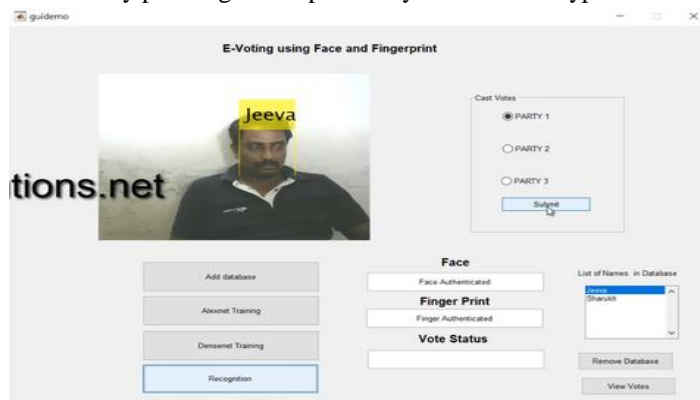 guidemo
E-Voting using Face and Fingerprint
Jeeva
tions.net
Cast Votes
PARTY 1
PARTY 2
PARTY 3
Submit
Add database
Alexnet Training
Densenet Training
Recognition
Face
Face Authenticated
Finger Print
Finger Authenticated
Vote Status
List of Names in Database
Jeeva
Sharukh
Remove Database
View Votes